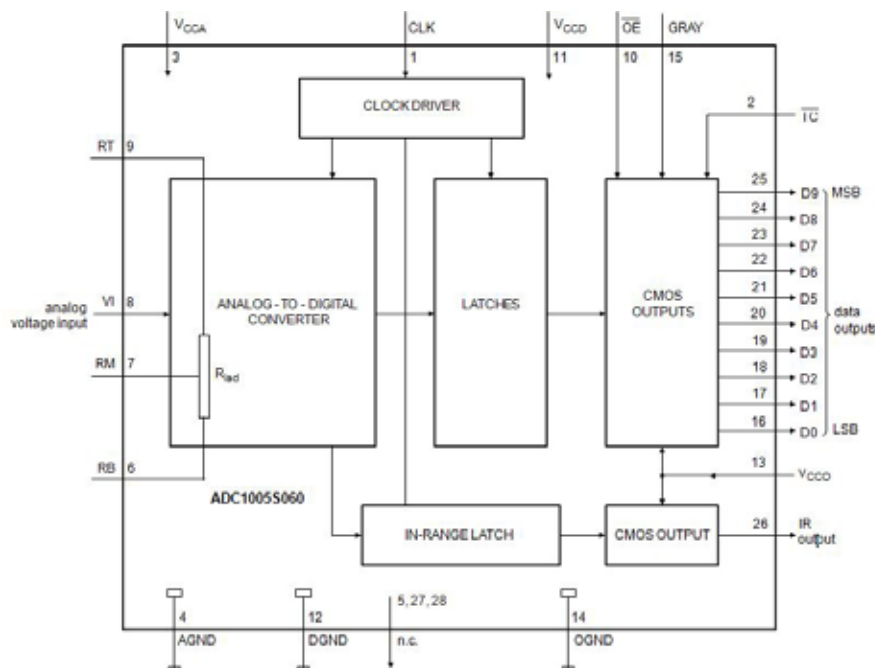 VCCA
CLK
VCCD
OE
GRAY
3
1
11
10
15
CLOCK DRIVER
2
TC
RT
9
25
D9
MSB
24
D8
23
D7
22
D6
21
D5
20
D4
19
D3
18
D2
17
D1
16
D0
LSB
data
outputs
VI
8
analog
voltage input
ANALOG - TO - DIGITAL
CONVERTER
LATCHES
CMOS
OUTPUTS
RM
7
Rlad
RB
6
13
VCCO
ADC1005S060
IN-RANGE LATCH
CMOS OUTPUT
26
IR
output
4
12
5, 27, 28
14
AGND
DGND
n.c.
OGND